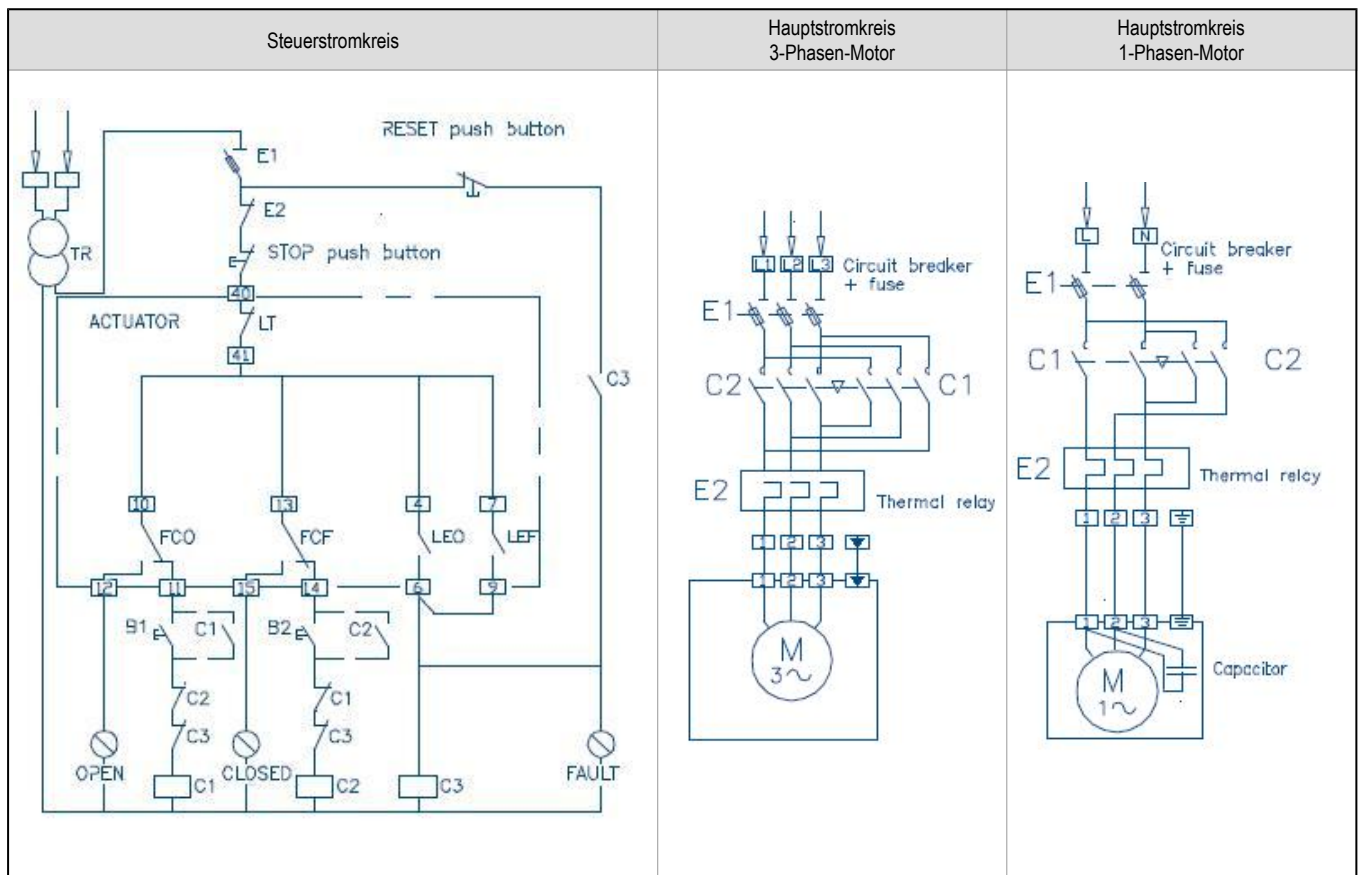 Steuerstromkreis
Hauptstromkreis
3-Phasen-Motor
Hauptstromkreis
1-Phasen-Motor
RESET push button
E1
E2
TR
STOP push button
40
ACTUATOR
LT
41
C3
10
13
4
7
FCO
FCF
LEO
LEF
12
11
15
14
6
9
B1
C1
B2
C2
C2
C1
C3
C3
OPEN
C1
CLOSED
C2
C3
FAULT
L1
L2
L3
Circuit breaker
+ fuse
E1
C2
C1
E2
Thermal relay
1
2
3
1
2
3
M
3~
L
N
Circuit breaker
+ fuse
E1
C1
C2
E2
Thermal relay
1
2
3
1
2
3
Capacitor
M
1~